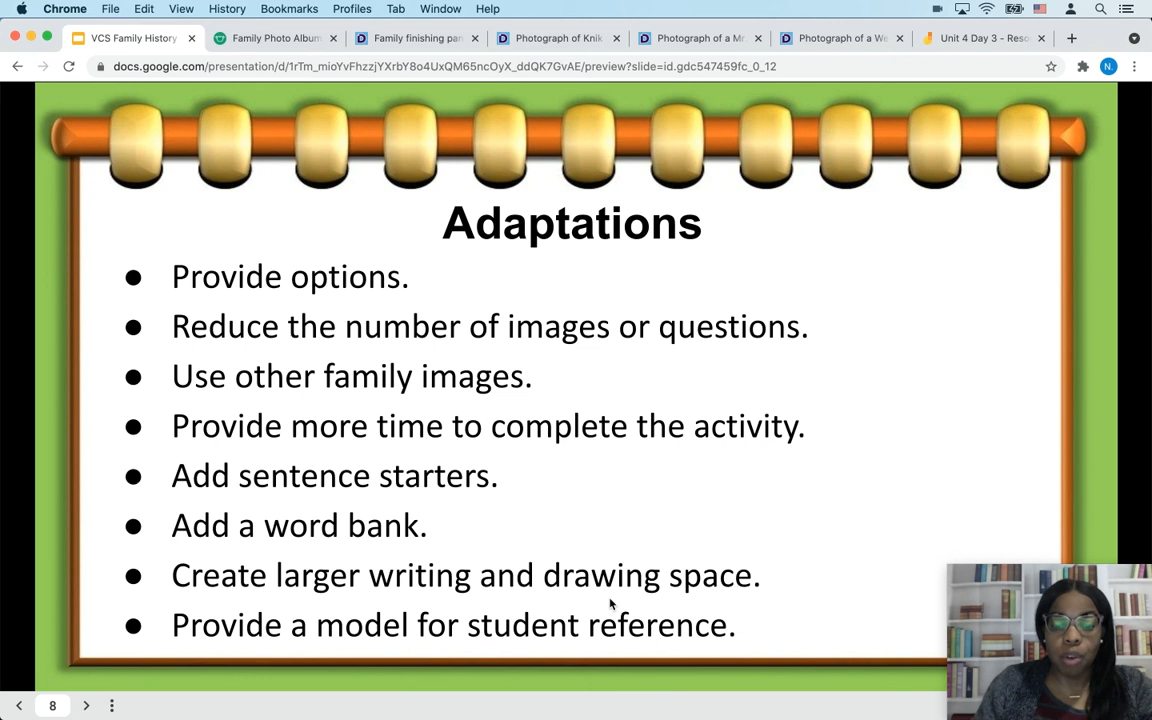 Chrome File Edit View History Bookmarks Profiles Tab Window Help
VCS Family History
Family Photo Album
Family finishing pan
Photograph of Knik
Photograph of a Mr.
Photograph of a We
Unit 4 Day 3 - Reso
docs.google.com/presentation/d/1rTm_mioYvFhzzjYXrbY8o4UxQM65ncOyX_ddQK7GvAE/preview?slide=id.gdc547459fc_0_12
N.
Adaptations
● Provide options.
● Reduce the number of images or questions.
● Use other family images.
● Provide more time to complete the activity.
● Add sentence starters.
● Add a word bank.
● Create larger writing and drawing space.
● Provide a model for student reference.
8